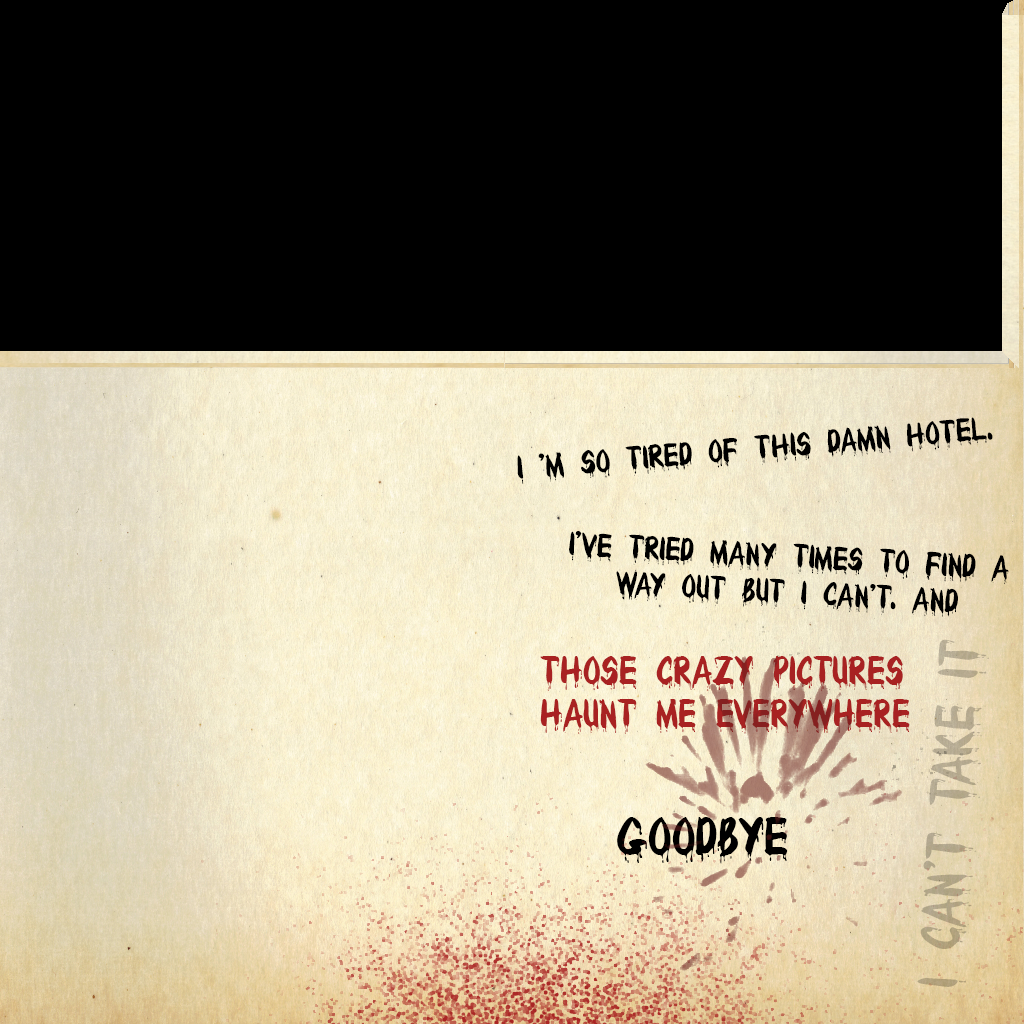 I 'M SO TIRED OF THIS DAMN HOTEL.
I'VE TRIED MANY TIMES TO FIND A
WAY OUT BUT I CAN'T. AND
THOSE CRAZY PICTURES
HAUNT ME EVERYWHERE
GOODBYE
I CAN'T TAKE IT